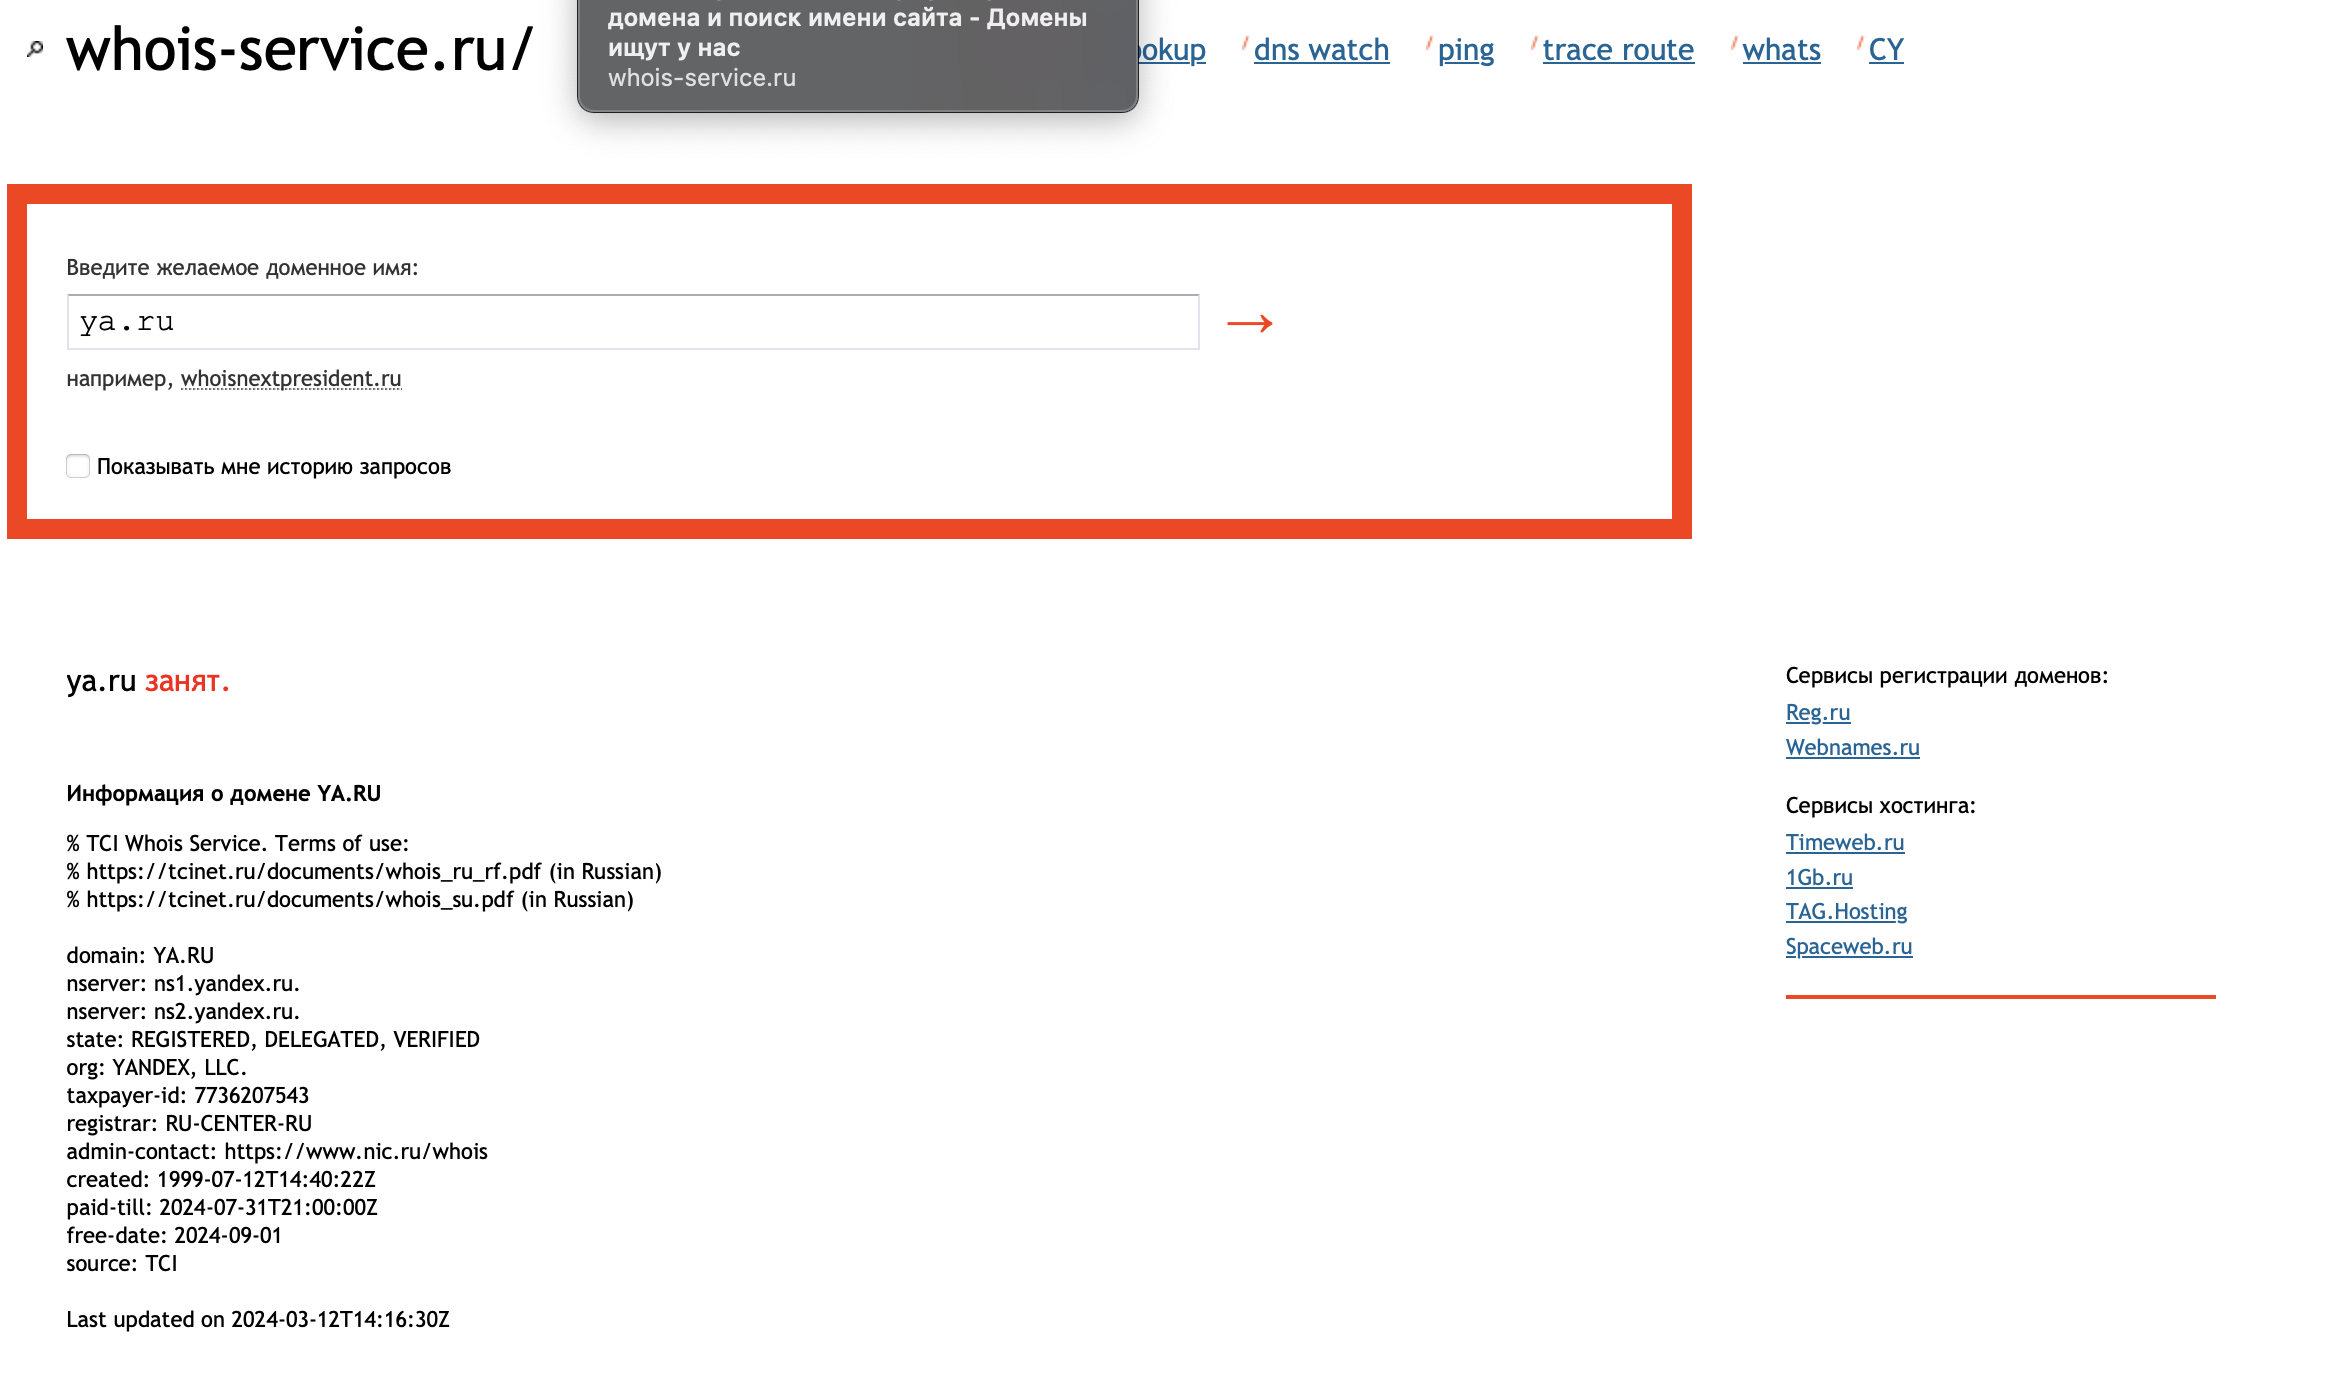 whois-service.ru/
домена и поиск имени сайта - Домены
ищут у нас
whois-service.ru
dns watch
ping
trace route
whats
CY
Введите желаемое доменное имя:
ya.ru
например, whoisnextpresident.ru
Показывать мне историю запросов
ya.ru занят.
Информация о домене YA.RU
% TCI Whois Service. Terms of use:
% https://tcinet.ru/documents/whois_ru_rf.pdf (in Russian)
% https://tcinet.ru/documents/whois_su.pdf (in Russian)
domain: YA.RU
nserver: ns1.yandex.ru.
nserver: ns2.yandex.ru.
state: REGISTERED, DELEGATED, VERIFIED
org: YANDEX, LLC.
taxpayer-id: 7736207543
registrar: RU-CENTER-RU
admin-contact: https://www.nic.ru/whois
created: 1999-07-12T14:40:22Z
paid-till: 2024-07-31T21:00:00Z
free-date: 2024-09-01
source: TCI
Last updated on 2024-03-12T14:16:30Z
Сервисы регистрации доменов:
Reg.ru
Webnames.ru
Сервисы хостинга:
Timeweb.ru
1Gb.ru
TAG.Hosting
Spaceweb.ru